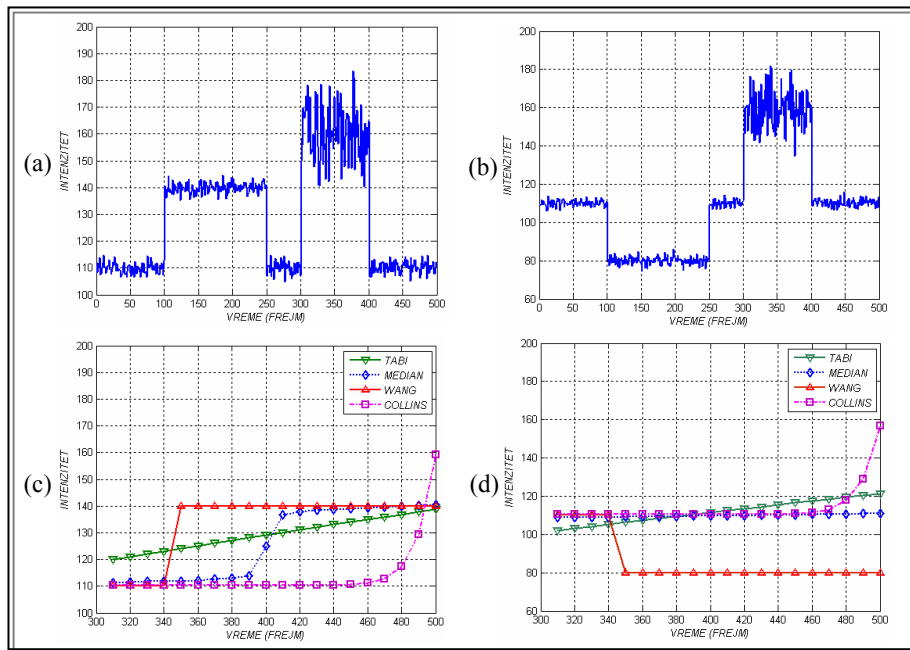 (a)
INTENZITET
200
190
180
170
160
150
140
130
120
110
100
0 50 100 150 200 250 300 350 400 450 500
VREME (FREJM)
(b)
INTENZITET
200
180
160
140
120
100
80
60
0 50 100 150 200 250 300 350 400 450 500
VREME (FREJM)
(c)
INTENZITET
200
190
180
170
160
150
140
130
120
110
100
TABI
MEDIAN
WANG
COLLINS
300 320 340 360 380 400 420 440 460 480 500
VREME (FREJM)
(d)
INTENZITET
200
180
160
140
120
100
80
60
TABI
MEDIAN
WANG
COLLINS
300 320 340 360 380 400 420 440 460 480 500
VREME (FREJM)